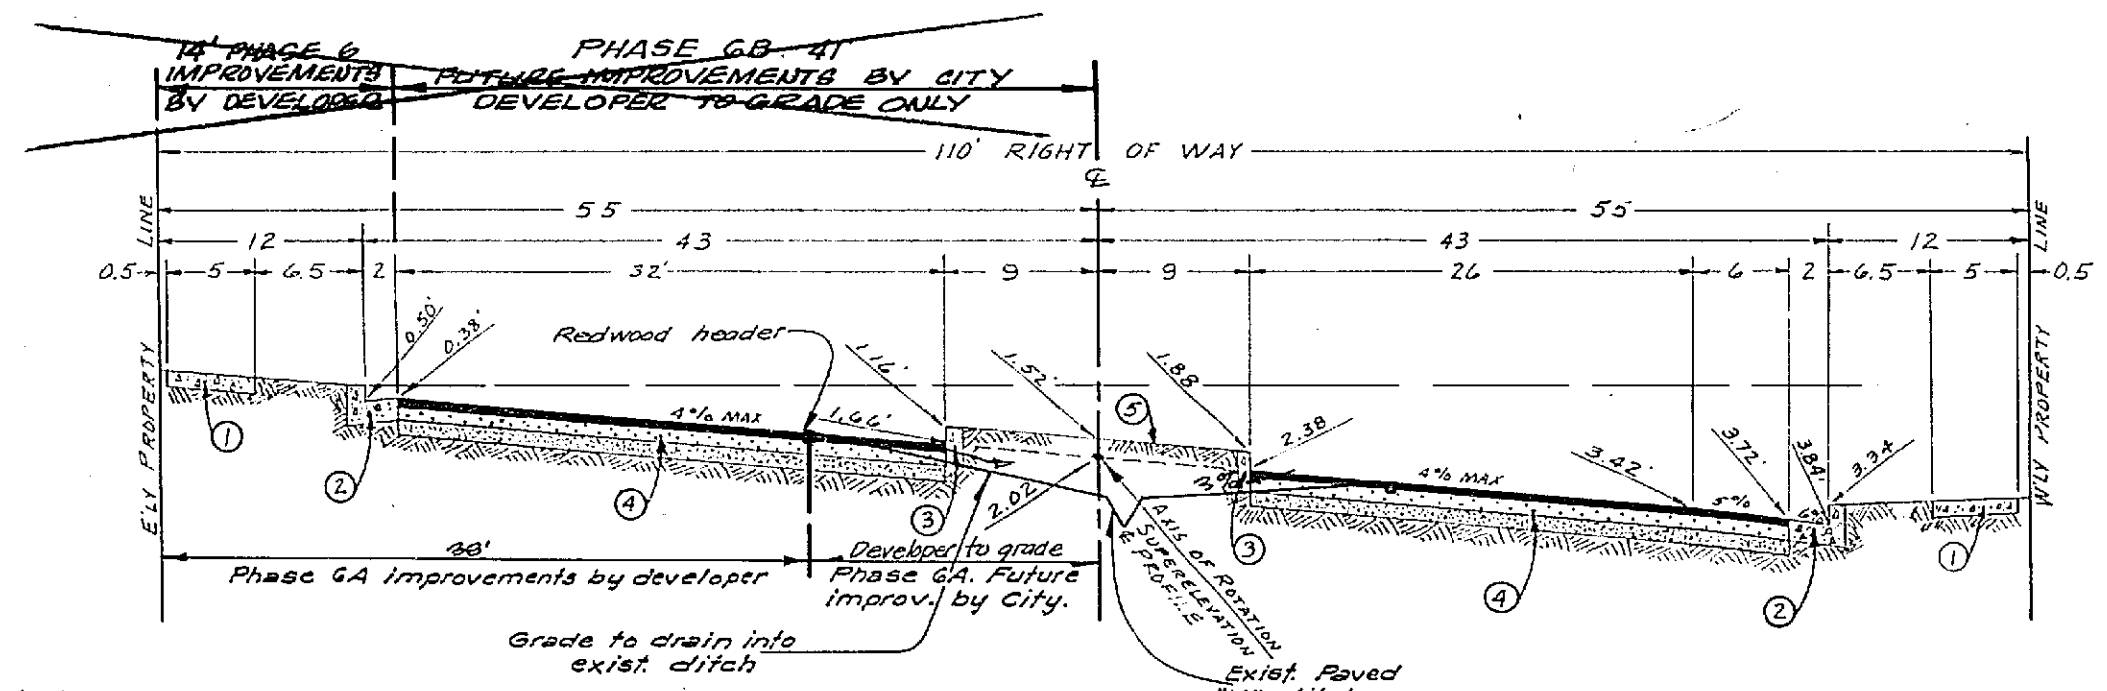 14' PHASE 6
IMPROVEMENTS
BY DEVELOPER
PHASE 6B 41'
FUTURE IMPROVEMENTS BY CITY
DEVELOPER TO GRADE ONLY
110' RIGHT OF WAY
℄
55 55
12 43 43 12
0.5 5 6.5 2 32' 9 9 26 6 2 6.5 5 0.5
E'LY PROPERTY LINE
W'LY PROPERTY LINE
0.50'
0.38'
Redwood header
1.16'
1.52'
1.88'
2.38
3.42'
3.72'
3.84'
3.34
4% MAX
1.66'
5
3%
4% MAX
5%
6%
1
2
4
3
2.02
3
4
2
1
38'
Phase 6A improvements by developer
Developer to grade
Phase 6A. Future
improv. by City.
AXIS OF ROTATION
SUPERELEVATION
& PROFILE
Grade to drain into
exist. ditch
Exist. Paved